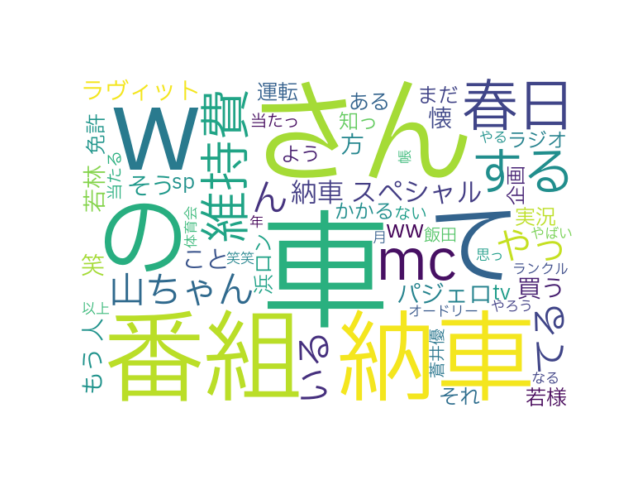 ラヴィット
運転
ある
まだ
春日
w
さん
維持費
当たっ
知っ
懐
ラジオ
やる
免許
よう
方
帳
する
若林
当たる
そう
sp
ん
納車 スペシャル
企画
の
車
て
かかる
ない
実況
体育会
年
ww
飯田
やっ
やばい
笑
こと
笑笑
浜ロン
月
mc
思っ
ランクル
山ちゃん
パジェロ
tv
買う
てる
以上
オードリー
やろう
もう
人
番組
いる
納車
蒼井優
それ
なる
若様